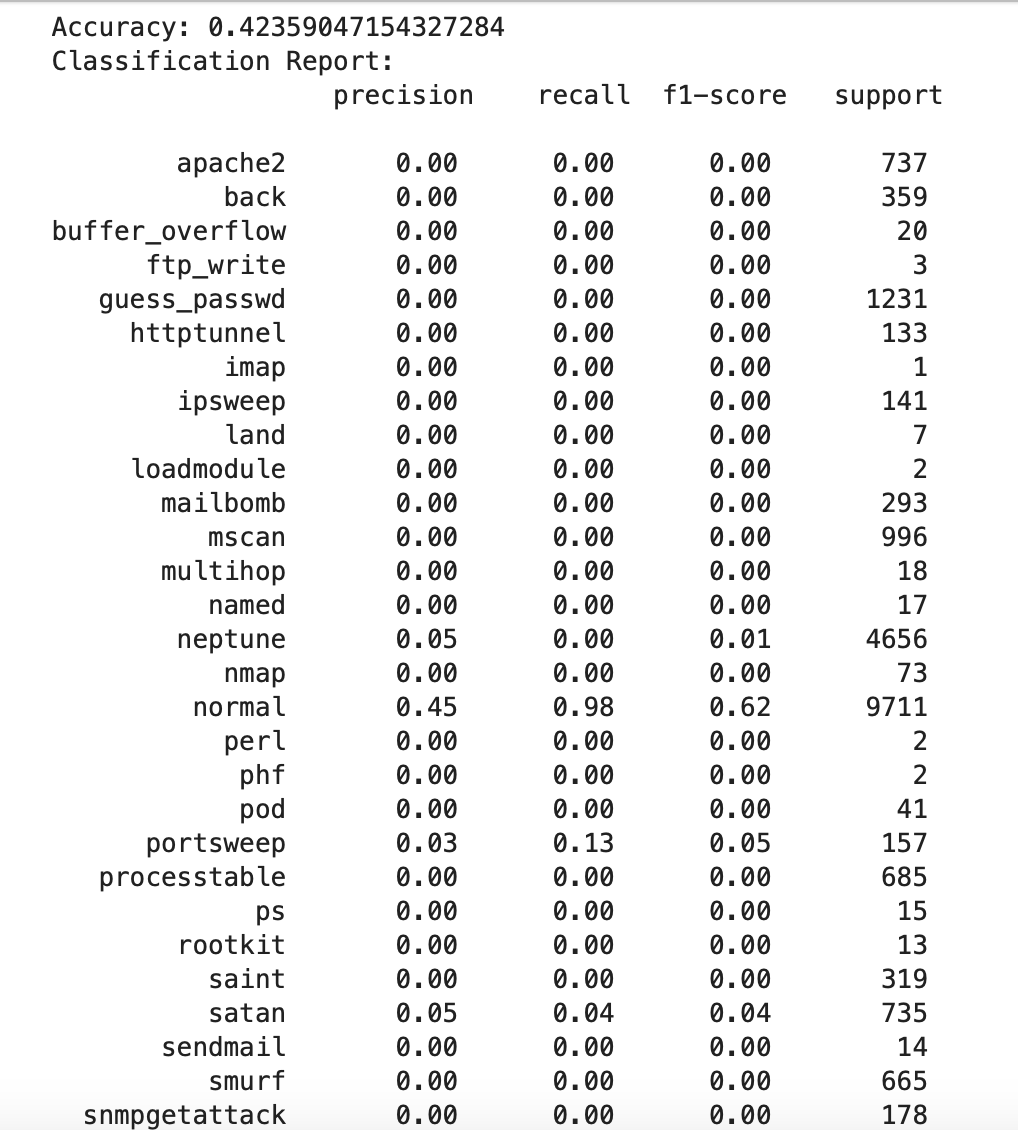 Accuracy: 0.42359047154327284
Classification Report:
precision recall f1-score support
apache2 0.00 0.00 0.00 737
back 0.00 0.00 0.00 359
buffer_overflow 0.00 0.00 0.00 20
ftp_write 0.00 0.00 0.00 3
guess_passwd 0.00 0.00 0.00 1231
httptunnel 0.00 0.00 0.00 133
imap 0.00 0.00 0.00 1
ipsweep 0.00 0.00 0.00 141
land 0.00 0.00 0.00 7
loadmodule 0.00 0.00 0.00 2
mailbomb 0.00 0.00 0.00 293
mscan 0.00 0.00 0.00 996
multihop 0.00 0.00 0.00 18
named 0.00 0.00 0.00 17
neptune 0.05 0.00 0.01 4656
nmap 0.00 0.00 0.00 73
normal 0.45 0.98 0.62 9711
perl 0.00 0.00 0.00 2
phf 0.00 0.00 0.00 2
pod 0.00 0.00 0.00 41
portsweep 0.03 0.13 0.05 157
processtable 0.00 0.00 0.00 685
ps 0.00 0.00 0.00 15
rootkit 0.00 0.00 0.00 13
saint 0.00 0.00 0.00 319
satan 0.05 0.04 0.04 735
sendmail 0.00 0.00 0.00 14
smurf 0.00 0.00 0.00 665
snmpgetattack 0.00 0.00 0.00 178